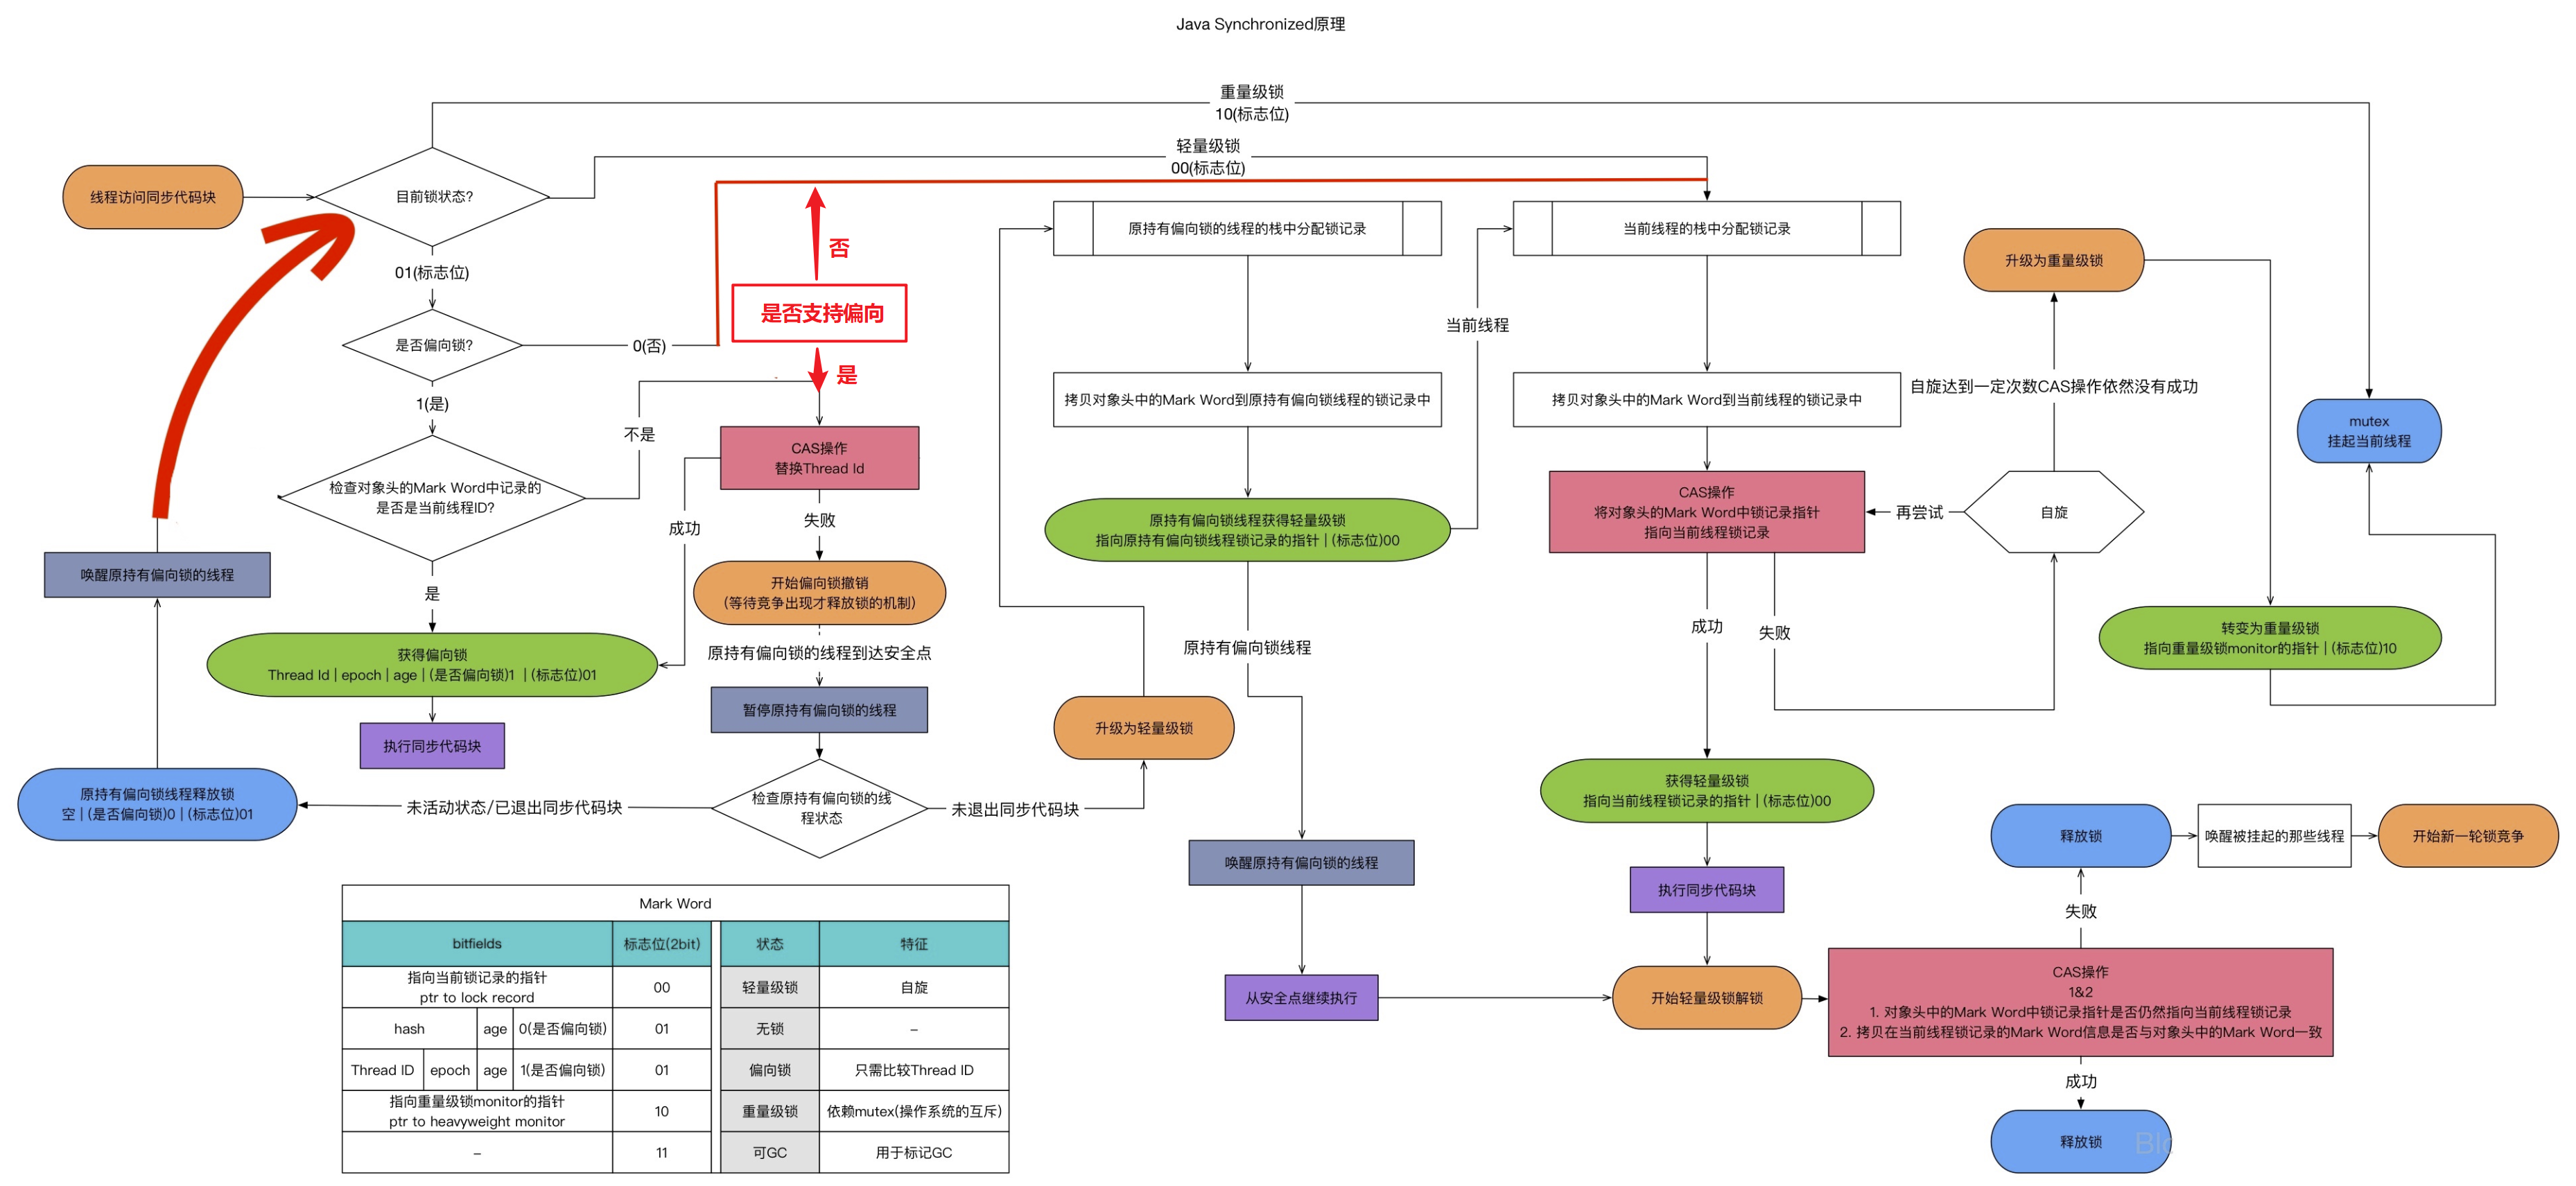 Java Synchronized原理
重量级锁
10(标志位)
轻量级锁
00(标志位)
线程访问同步代码块
目前锁状态?
01(标志位)
是否偏向锁?
0(否)
否
是否支持偏向
是
1(是)
不是
检查对象头的Mark Word中记录的
是否是当前线程ID?
是
CAS操作
替换Thread Id
成功
失败
开始偏向锁撤销
(等待竞争出现才释放锁的机制)
原持有偏向锁的线程到达安全点
暂停原持有偏向锁的线程
检查原持有偏向锁的线
程状态
未活动状态/已退出同步代码块
未退出同步代码块
唤醒原持有偏向锁的线程
获得偏向锁
Thread Id | epoch | age | (是否偏向锁)1 | (标志位)01
执行同步代码块
原持有偏向锁线程释放锁
空 | (是否偏向锁)0 | (标志位)01
升级为轻量级锁
原持有偏向锁的线程的栈中分配锁记录
拷贝对象头中的Mark Word到原持有偏向锁线程的锁记录中
原持有偏向锁线程获得轻量级锁
指向原持有偏向锁线程锁记录的指针 | (标志位)00
当前线程
原持有偏向锁线程
唤醒原持有偏向锁的线程
从安全点继续执行
当前线程的栈中分配锁记录
拷贝对象头中的Mark Word到当前线程的锁记录中
CAS操作
将对象头的Mark Word中锁记录指针
指向当前线程锁记录
再尝试
自旋
自旋达到一定次数CAS操作依然没有成功
升级为重量级锁
mutex
挂起当前线程
转变为重量级锁
指向重量级锁monitor的指针 | (标志位)10
成功
失败
获得轻量级锁
指向当前线程锁记录的指针 | (标志位)00
执行同步代码块
开始轻量级锁解锁
CAS操作
1&2
1. 对象头中的Mark Word中锁记录指针是否仍然指向当前线程锁记录
2. 拷贝在当前线程锁记录的Mark Word信息是否与对象头中的Mark Word一致
失败
释放锁
唤醒被挂起的那些线程
开始新一轮锁竞争
成功
释放锁
Mark Word
bitfields 标志位(2bit) 状态 特征
指向当前锁记录的指针
ptr to lock record 00 轻量级锁 自旋
hash age 0(是否偏向锁) 01 无锁 –
Thread ID epoch age 1(是否偏向锁) 01 偏向锁 只需比较Thread ID
指向重量级锁monitor的指针
ptr to heavyweight monitor 10 重量级锁 依赖mutex(操作系统的互斥)
– 11 可GC 用于标记GC